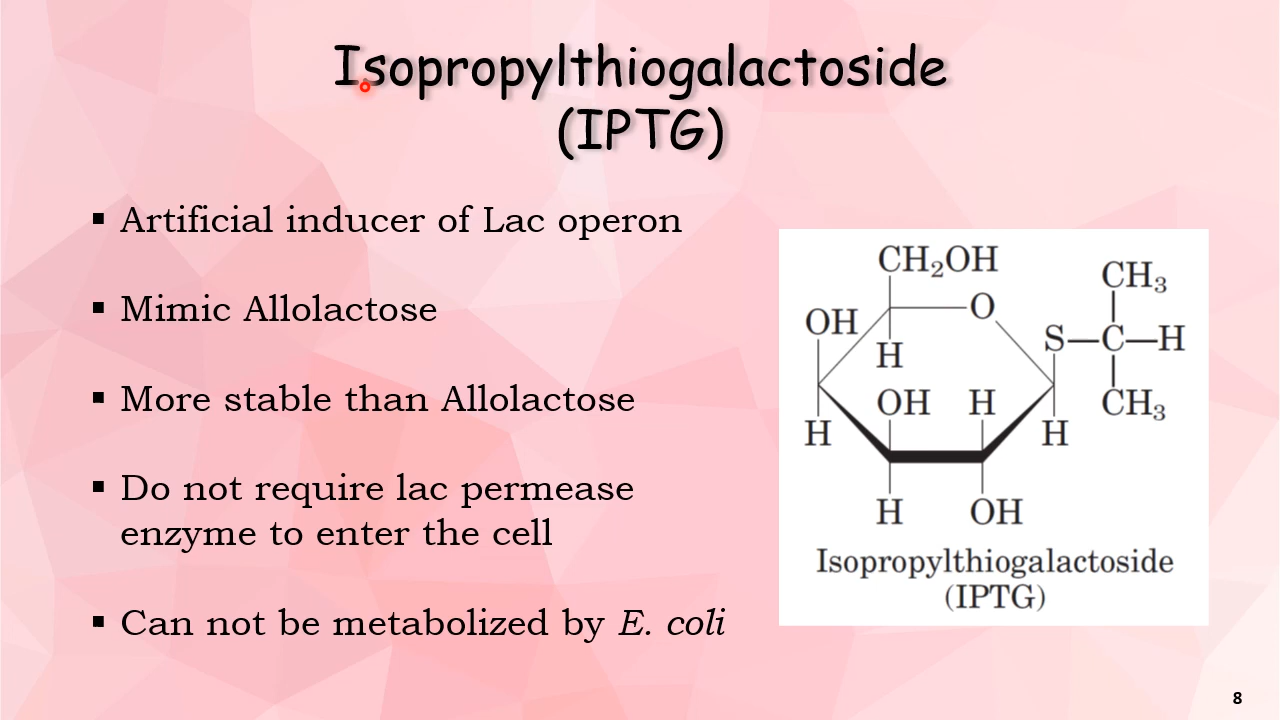 Isopropylthiogalactoside
(IPTG)
▪ Artificial inducer of Lac operon
▪ Mimic Allolactose
▪ More stable than Allolactose
▪ Do not require lac permease
enzyme to enter the cell
▪ Can not be metabolized by E. coli
CH₂OH
CH₃
OH
O
S—C—H
H
OH
H
CH₃
H
H
H
OH
Isopropylthiogalactoside
(IPTG)
8